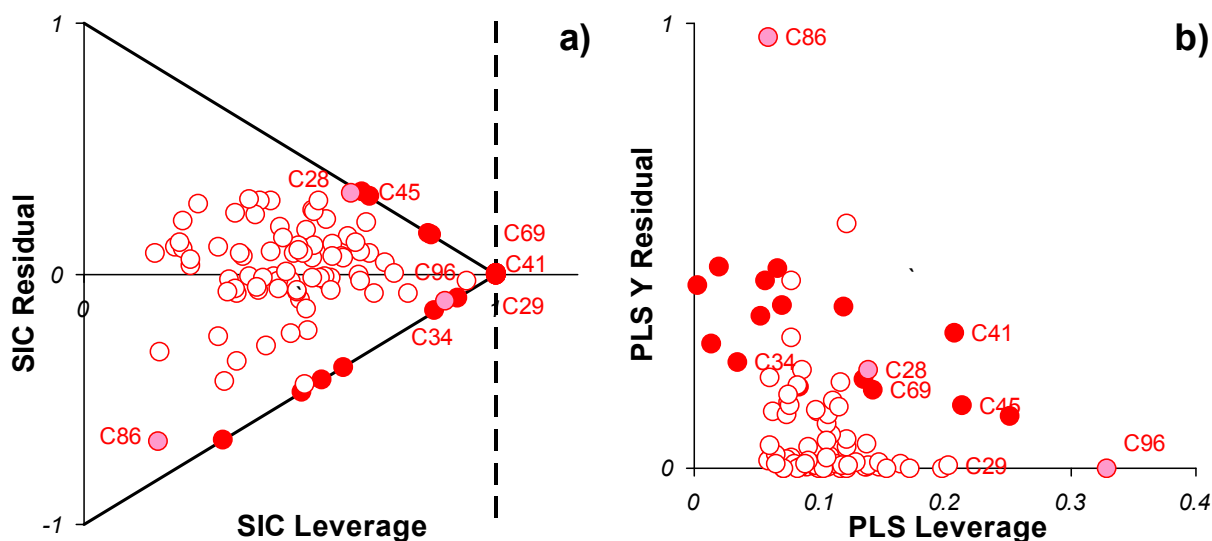 a)
1
SIC Residual
C28
C45
C69
C41
C96
0
0
1
C29
C34
C86
-1
SIC Leverage
b)
1
C86
PLS Y Residual
C41
C34
C28
C69
C45
C96
C29
0
0
0.1
0.2
0.3
0.4
PLS Leverage